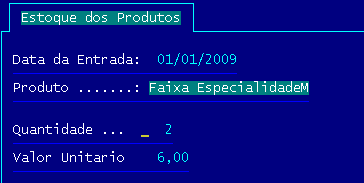 Estoque dos Produtos
Data da Entrada: 01/01/2009
Produto .......: Faixa EspecialidadeM
Quantidade ... _ 2
Valor Unitario 6,00